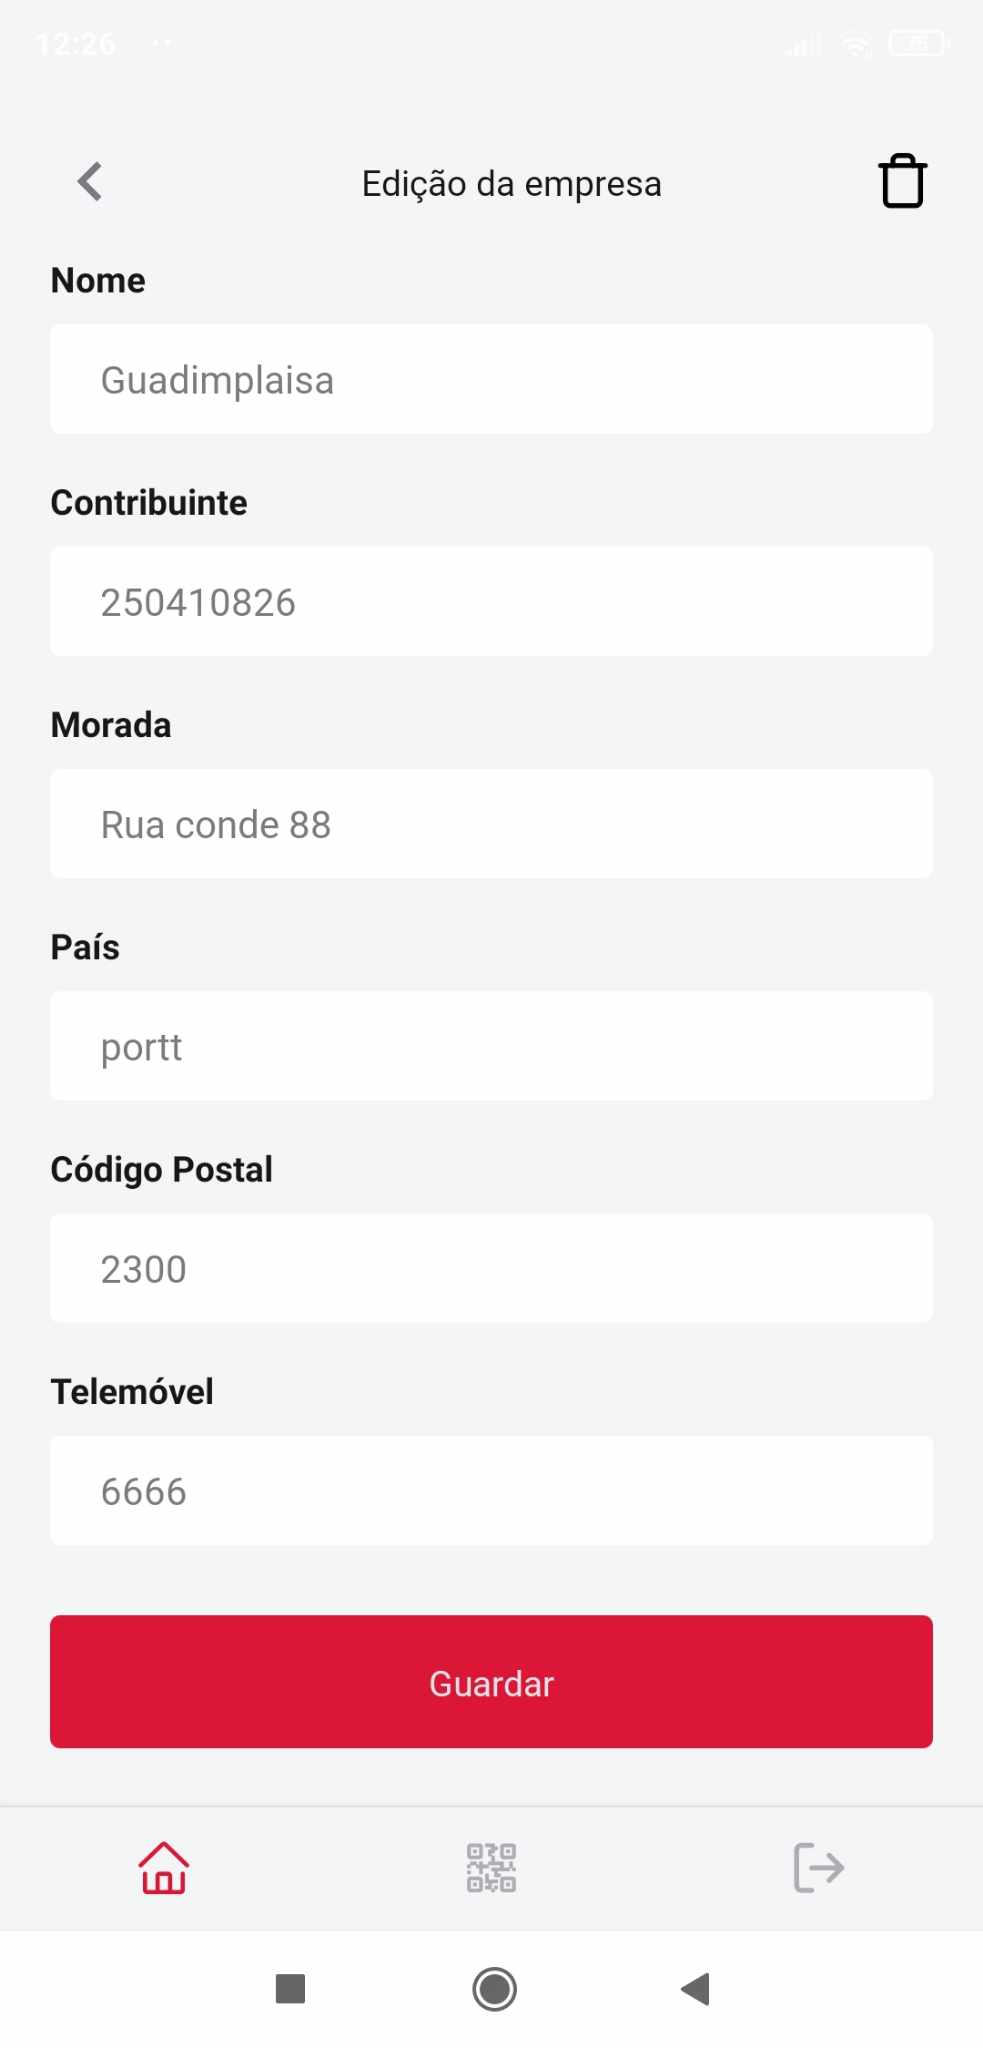 12:26
Edição da empresa
Nome
Guadimplaisa
Contribuinte
250410826
Morada
Rua conde 88
País
portt
Código Postal
2300
Telemóvel
6666
Guardar